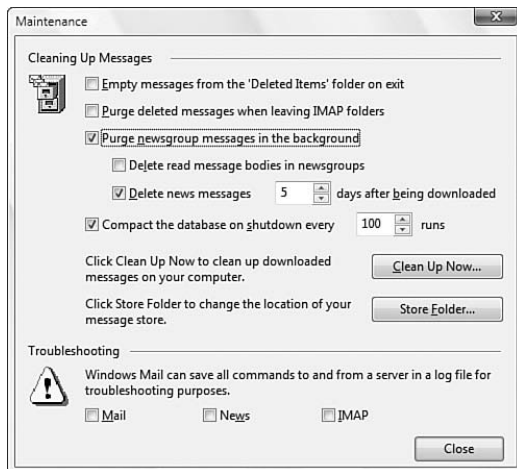 Maintenance
Cleaning Up Messages
Empty messages from the 'Deleted Items' folder on exit
Purge deleted messages when leaving IMAP folders
Purge newsgroup messages in the background
Delete read message bodies in newsgroups
Delete news messages 5 days after being downloaded
Compact the database on shutdown every 100 runs
Click Clean Up Now to clean up downloaded
messages on your computer.
Clean Up Now...
Click Store Folder to change the location of your
message store.
Store Folder...
Troubleshooting
Windows Mail can save all commands to and from a server in a log file for
troubleshooting purposes.
Mail News IMAP
Close